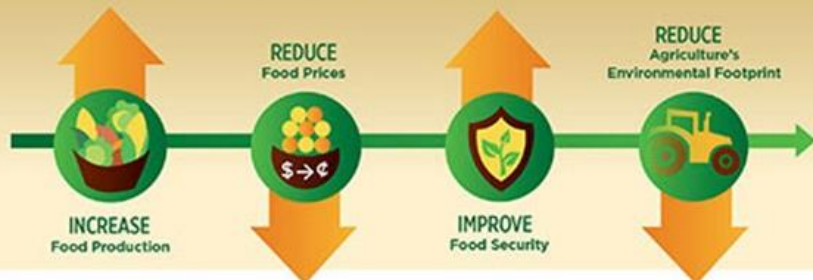 INCREASE
Food Production
REDUCE
Food Prices
$→¢
IMPROVE
Food Security
REDUCE
Agriculture's
Environmental Footprint